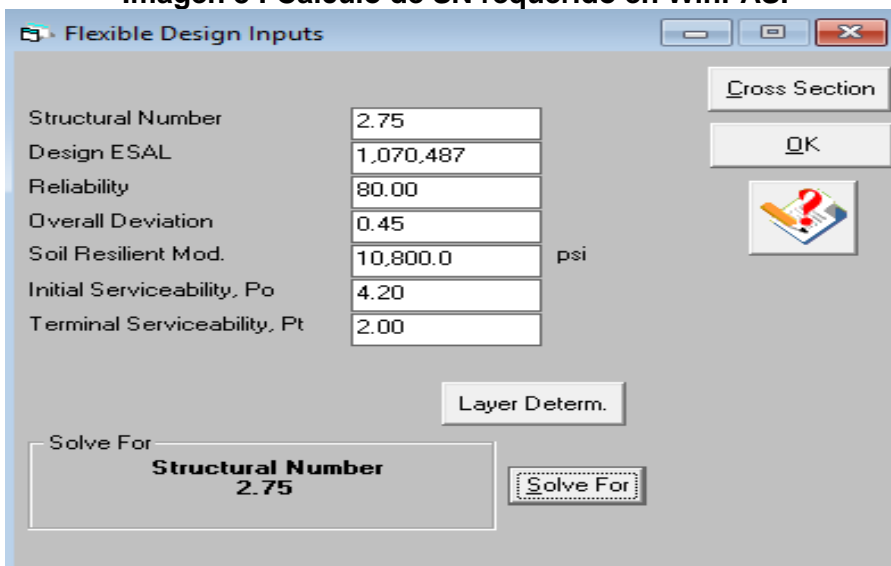 Flexible Design Inputs
Cross Section
Structural Number 2.75
OK
Design ESAL 1,070,487
Reliability 80.00
Overall Deviation 0.45
Soil Resilient Mod. 10,800.0 psi
Initial Serviceability, Po 4.20
Terminal Serviceability, Pt 2.00
Layer Determ.
Solve For
Structural Number
2.75
Solve For